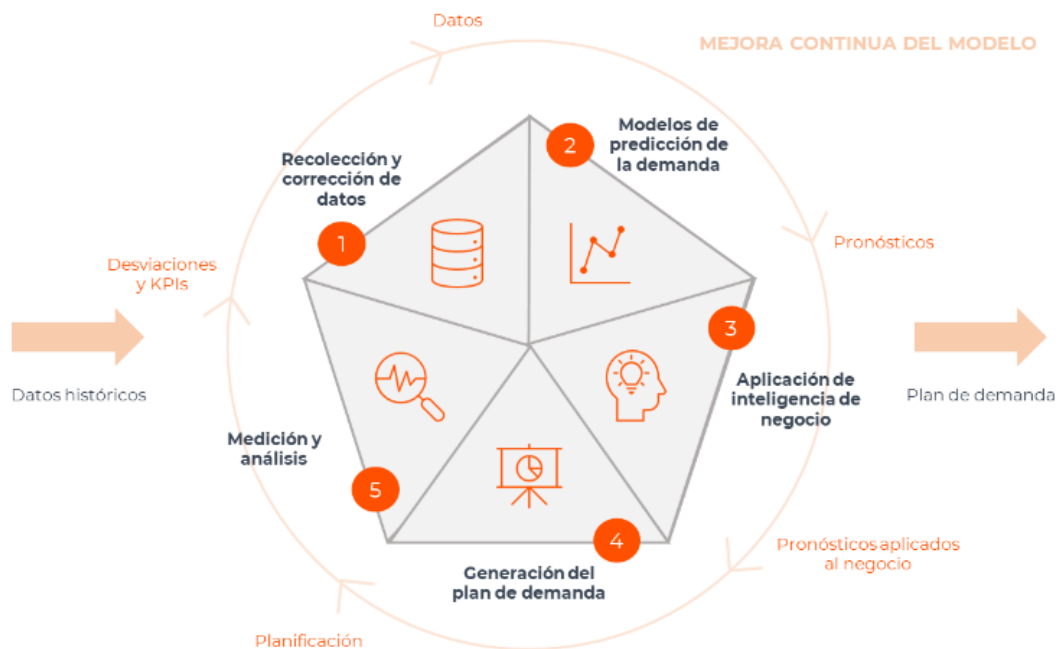 Datos
MEJORA CONTINUA DEL MODELO
2
Modelos de
predicción de
la demanda
Recolección y
corrección de
datos
1
Pronósticos
Desviaciones
y KPIs
3
Datos históricos
Aplicación de
inteligencia de
negocio
Plan de demanda
Medición y
análisis
5
4
Pronósticos aplicados
al negocio
Generación del
plan de demanda
Planificación